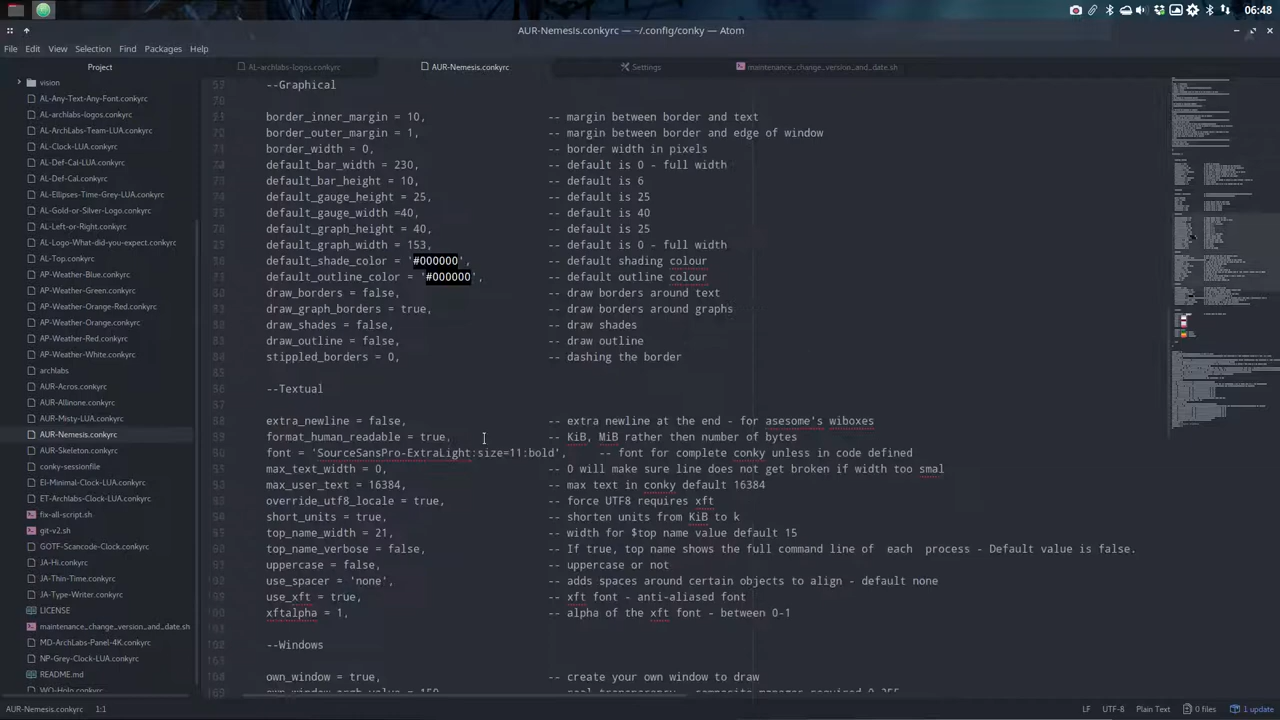 06:48
AUR-Nemesis.conkyrc — ~/.config/conky — Atom
File Edit View Selection Find Packages Help
Project
AL-archlabs-logos.conkyrc
AUR-Nemesis.conkyrc
Settings
maintenance_change_version_and_date.sh
vision
AL-Any-Text-Any-Font.conkyrc
AL-archlabs-logos.conkyrc
AL-ArchLabs-Team-LUA.conkyrc
AL-Clock-LUA.conkyrc
AL-Def-Cal-LUA.conkyrc
AL-Def-Cal.conkyrc
AL-Ellipses-Time-Grey-LUA.conkyrc
AL-Gold-or-Silver-Logo.conkyrc
AL-Left-or-Right.conkyrc
AL-Logo-What-did-you-expect.conkyrc
AL-Top.conkyrc
AP-Weather-Blue.conkyrc
AP-Weather-Green.conkyrc
AP-Weather-Orange-Red.conkyrc
AP-Weather-Orange.conkyrc
AP-Weather-Red.conkyrc
AP-Weather-White.conkyrc
archlabs
AUR-Acros.conkyrc
AUR-Allinone.conkyrc
AUR-Misty-LUA.conkyrc
AUR-Nemesis.conkyrc
AUR-Skeleton.conkyrc
conky-sessionfile
EI-Minimal-Clock.conkyrc
ET-Archlabs-Clock-LUA.conkyrc
fix-all-script.sh
git-v2.sh
GOTF-Scancode-Clock.conkyrc
JA-Hi.conkyrc
JA-Thin-Time.conkyrc
JA-Type-Writer.conkyrc
LICENSE
maintenance_change_version_and_date.sh
MD-ArchLabs-Panel-4K.conkyrc
NP-Grey-Clock-LUA.conkyrc
README.md
--Graphical
border_inner_margin = 10, -- margin between border and text
border_outer_margin = 1, -- margin between border and edge of window
border_width = 0, -- border width in pixels
default_bar_width = 230, -- default is 0 - full width
default_bar_height = 10, -- default is 6
default_gauge_height = 25, -- default is 25
default_gauge_width =40, -- default is 40
default_graph_height = 40, -- default is 25
default_graph_width = 153, -- default is 0 - full width
default_shade_color = '#000000', -- default shading colour
default_outline_color = '#000000', -- default outline colour
draw_borders = false, -- draw borders around text
draw_graph_borders = true, -- draw borders around graphs
draw_shades = false, -- draw shades
draw_outline = false, -- draw outline
stippled_borders = 0, -- dashing the border
--Textual
extra_newline = false, -- extra newline at the end - for asesome's wiboxes
format_human_readable = true, -- KiB, MiB rather then number of bytes
font = 'SourceSansPro-ExtraLight:size=11:bold', -- font for complete conky unless in code defined
max_text_width = 0, -- 0 will make sure line does not get broken if width too smal
max_user_text = 16384, -- max text in conky default 16384
override_utf8_locale = true, -- force UTF8 requires xft
short_units = true, -- shorten units from KiB to k
top_name_width = 21, -- width for $top name value default 15
top_name_verbose = false, -- If true, top name shows the full command line of  each  process - Default value is false.
uppercase = false, -- uppercase or not
use_spacer = 'none', -- adds spaces around certain objects to align - default none
use_xft = true, -- xft font - anti-aliased font
xftalpha = 1, -- alpha of the xft font - between 0-1
--Windows
own_window = true, -- create your own window to draw
AUR-Nemesis.conkyrc 1:1
LF UTF-8 Plain Text 0 files 1 update